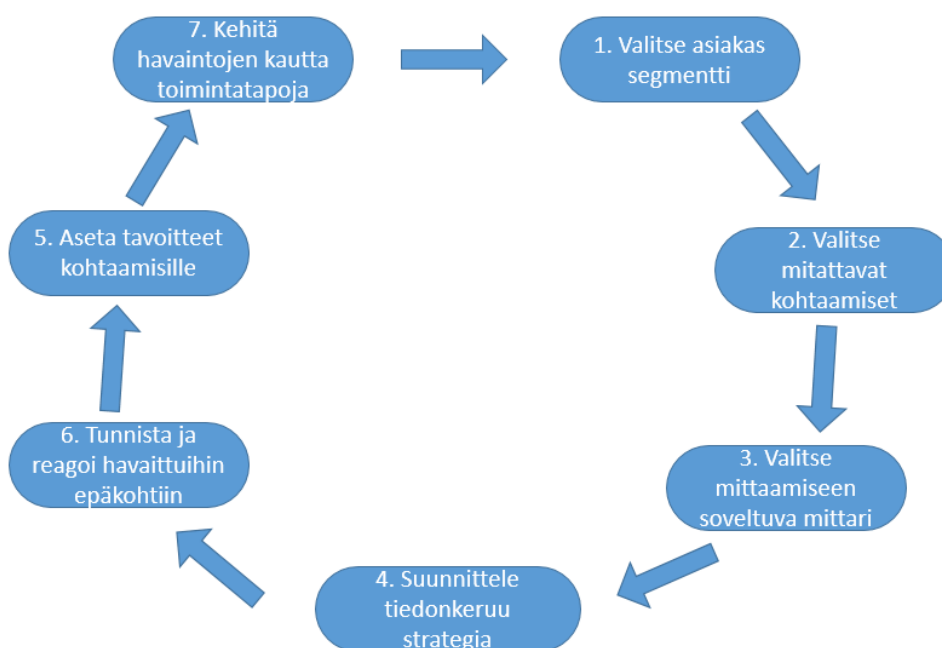 7. Kehitä
havaintojen kautta
toimintatapoja
1. Valitse asiakas
segmentti
2. Valitse
mitattavat
kohtaamiset
3. Valitse
mittaamiseen
soveltuva mittari
4. Suunnittele
tiedonkeruu
strategia
6. Tunnista ja
reagoi havaittuihin
epäkohtiin
5. Aseta tavoitteet
kohtaamisille